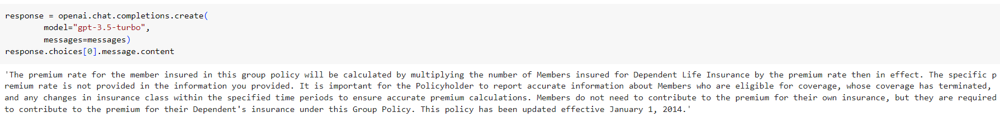 response = openai.chat.completions.create(
        model="gpt-3.5-turbo",
        messages=messages)
response.choices[0].message.content
'The premium rate for the member insured in this group policy will be calculated by multiplying the number of Members insured for Dependent Life Insurance by the premium rate then in effect. The specific p
remium rate is not provided in the information you provided. It is important for the Policyholder to report accurate information about Members who are eligible for coverage, whose coverage has terminated,
and any changes in insurance class within the specified time periods to ensure accurate premium calculations. Members do not need to contribute to the premium for their own insurance, but they are required
to contribute to the premium for their Dependent's insurance under this Group Policy. This policy has been updated effective January 1, 2014.'